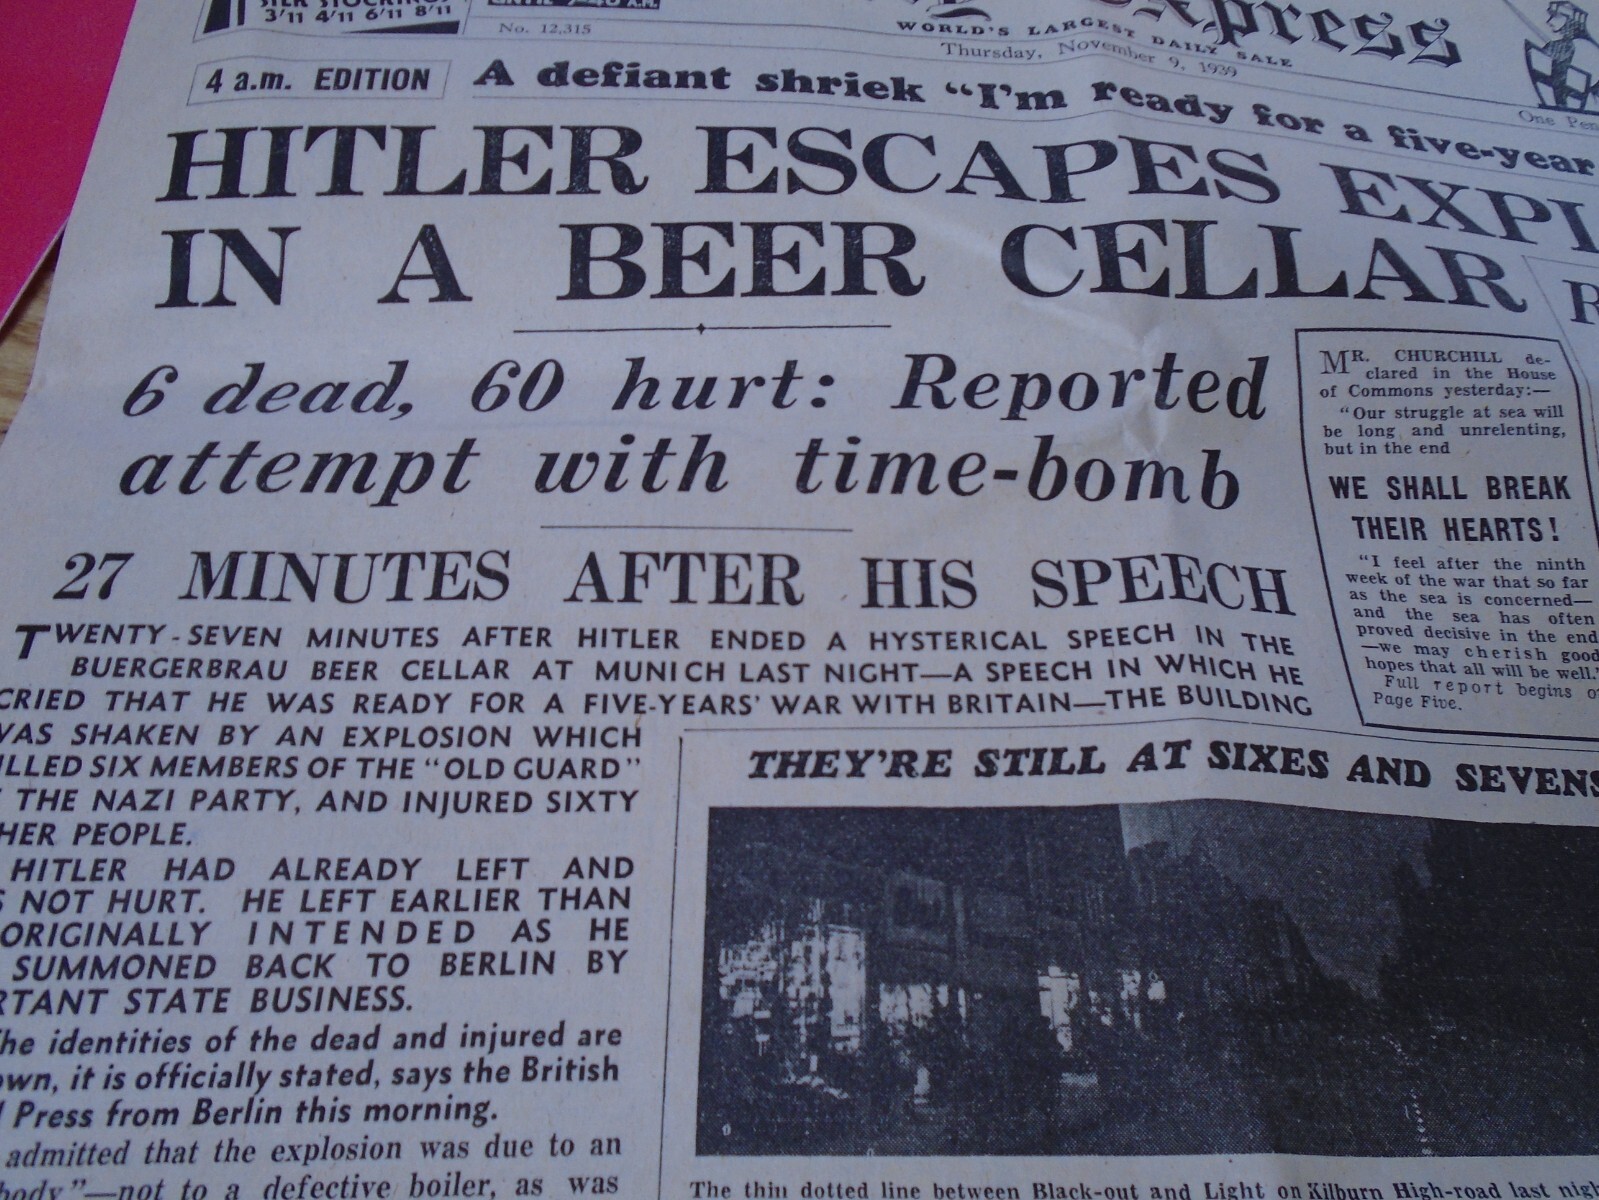 3'11 4/11 6'11 8'11
No. 12,315
Express
WORLD'S LARGEST DAILY SALE
Thursday, November 9, 1939
One
4 a.m. EDITION
A defiant shriek "I'm ready for a five-year
HITLER ESCAPES
IN A BEER CELLAR
6 dead, 60 hurt: Reported
attempt with time-bomb
27 MINUTES AFTER HIS SPEECH
TWENTY-SEVEN MINUTES AFTER HITLER ENDED A HYSTERICAL SPEECH IN THE
BUERGERBRAU BEER CELLAR AT MUNICH LAST NIGHT—A SPEECH IN WHICH HE
CRIED THAT HE WAS READY FOR A FIVE-YEARS' WAR WITH BRITAIN—THE BUILDING
WAS SHAKEN BY AN EXPLOSION WHICH
ILLED SIX MEMBERS OF THE "OLD GUARD"
THE NAZI PARTY, AND INJURED SIXTY
HER PEOPLE.
HITLER HAD ALREADY LEFT AND
S NOT HURT. HE LEFT EARLIER THAN
ORIGINALLY INTENDED AS HE
SUMMONED BACK TO BERLIN BY
RTANT STATE BUSINESS.
he identities of the dead and injured are
own, it is officially stated, says the British
Press from Berlin this morning.
admitted that the explosion was due to an
body"—not to a defective boiler, as was
MR. CHURCHILL de-
clared in the House
of Commons yesterday:—
"Our struggle at sea will
be long and unrelenting,
but in the end
WE SHALL BREAK
THEIR HEARTS!
"I feel after the ninth
week of the war that so far
as the sea is concerned—
and the sea has often
proved decisive in the end
—we may cherish good
hopes that all will be well."
Full report begins
Page Five.
THEY'RE STILL AT SIXES AND SEVENS
The thin dotted line between Black-out and Light on Kilburn High-road last night